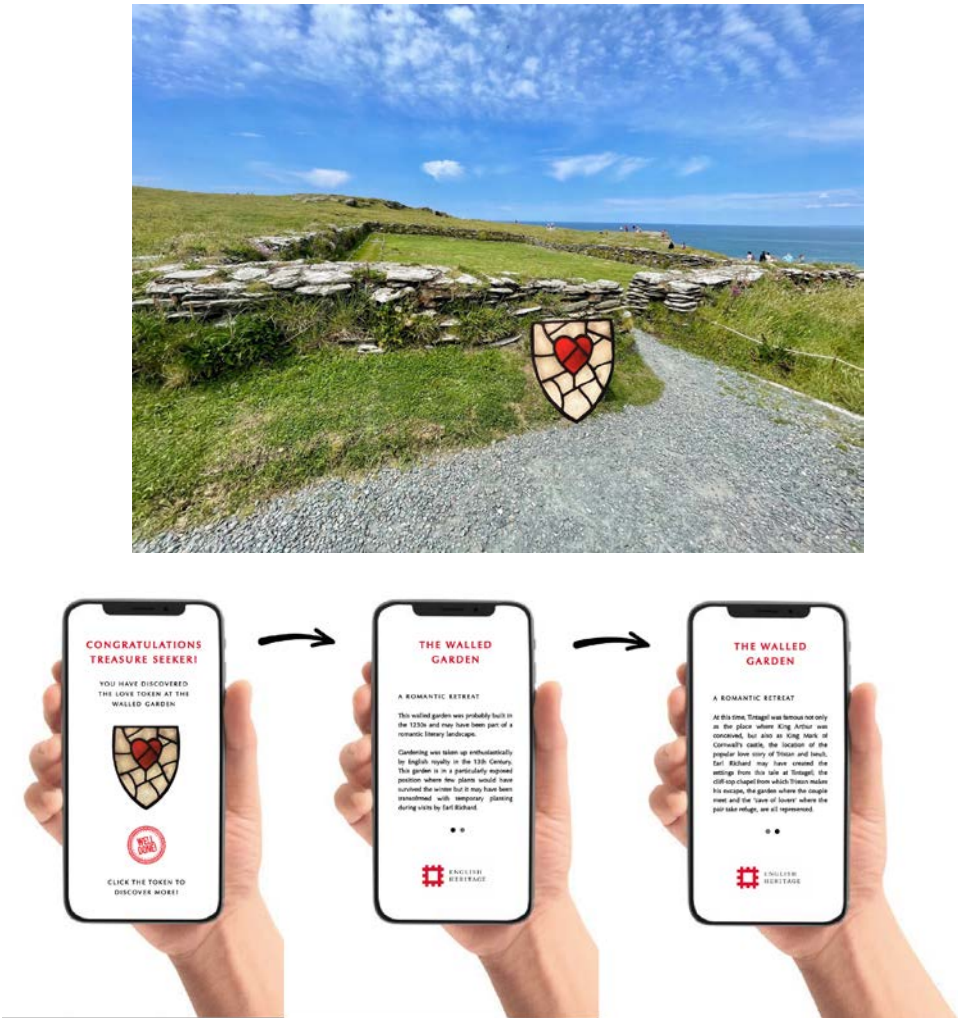 CONGRATULATIONS
TREASURE SEEKER!
YOU HAVE DISCOVERED
THE LOVE TOKEN AT THE
WALLED GARDEN
WELL
DONE!
CLICK THE TOKEN TO
DISCOVER MORE!
THE WALLED
GARDEN
A ROMANTIC RETREAT
This walled garden was probably built in
the 1230s and may have been part of a
romantic literary landscape.
Gardening was taken up enthusiastically
by English royalty in the 13th Century.
This garden is in a particularly exposed
position where few plants would have
survived the winter but it may have been
transofrmed with temporary planting
during visits by Earl Richard.
ENGLISH
HERITAGE
THE WALLED
GARDEN
A ROMANTIC RETREAT
At this time, Tintagel was famous not only
as the place where King Arthur was
conceived, but also as King Mark of
Cornwall's castle, the location of the
popular love story of Tristan and Iseult.
Earl Richard may have created the
settings from this tale at Tintagel; the
cliff-top chapel from which Tristan makes
his escape, the garden where the couple
meet and the 'cave of lovers' where the
pair take refuge, are all represented.
ENGLISH
HERITAGE